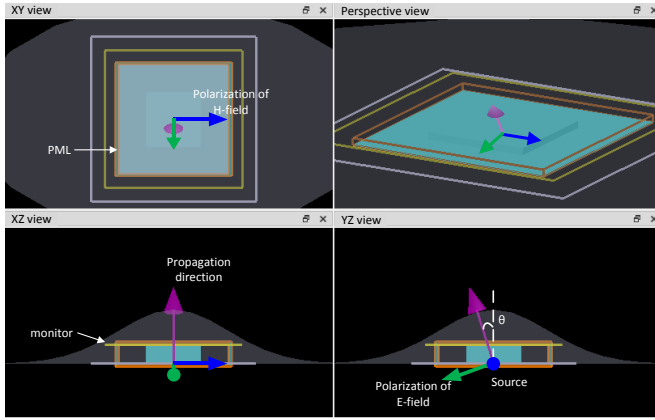 XY view
Perspective view
Polarization of
H-field
PML
XZ view
YZ view
Propagation
direction
monitor
θ
Source
Polarization of
E-field